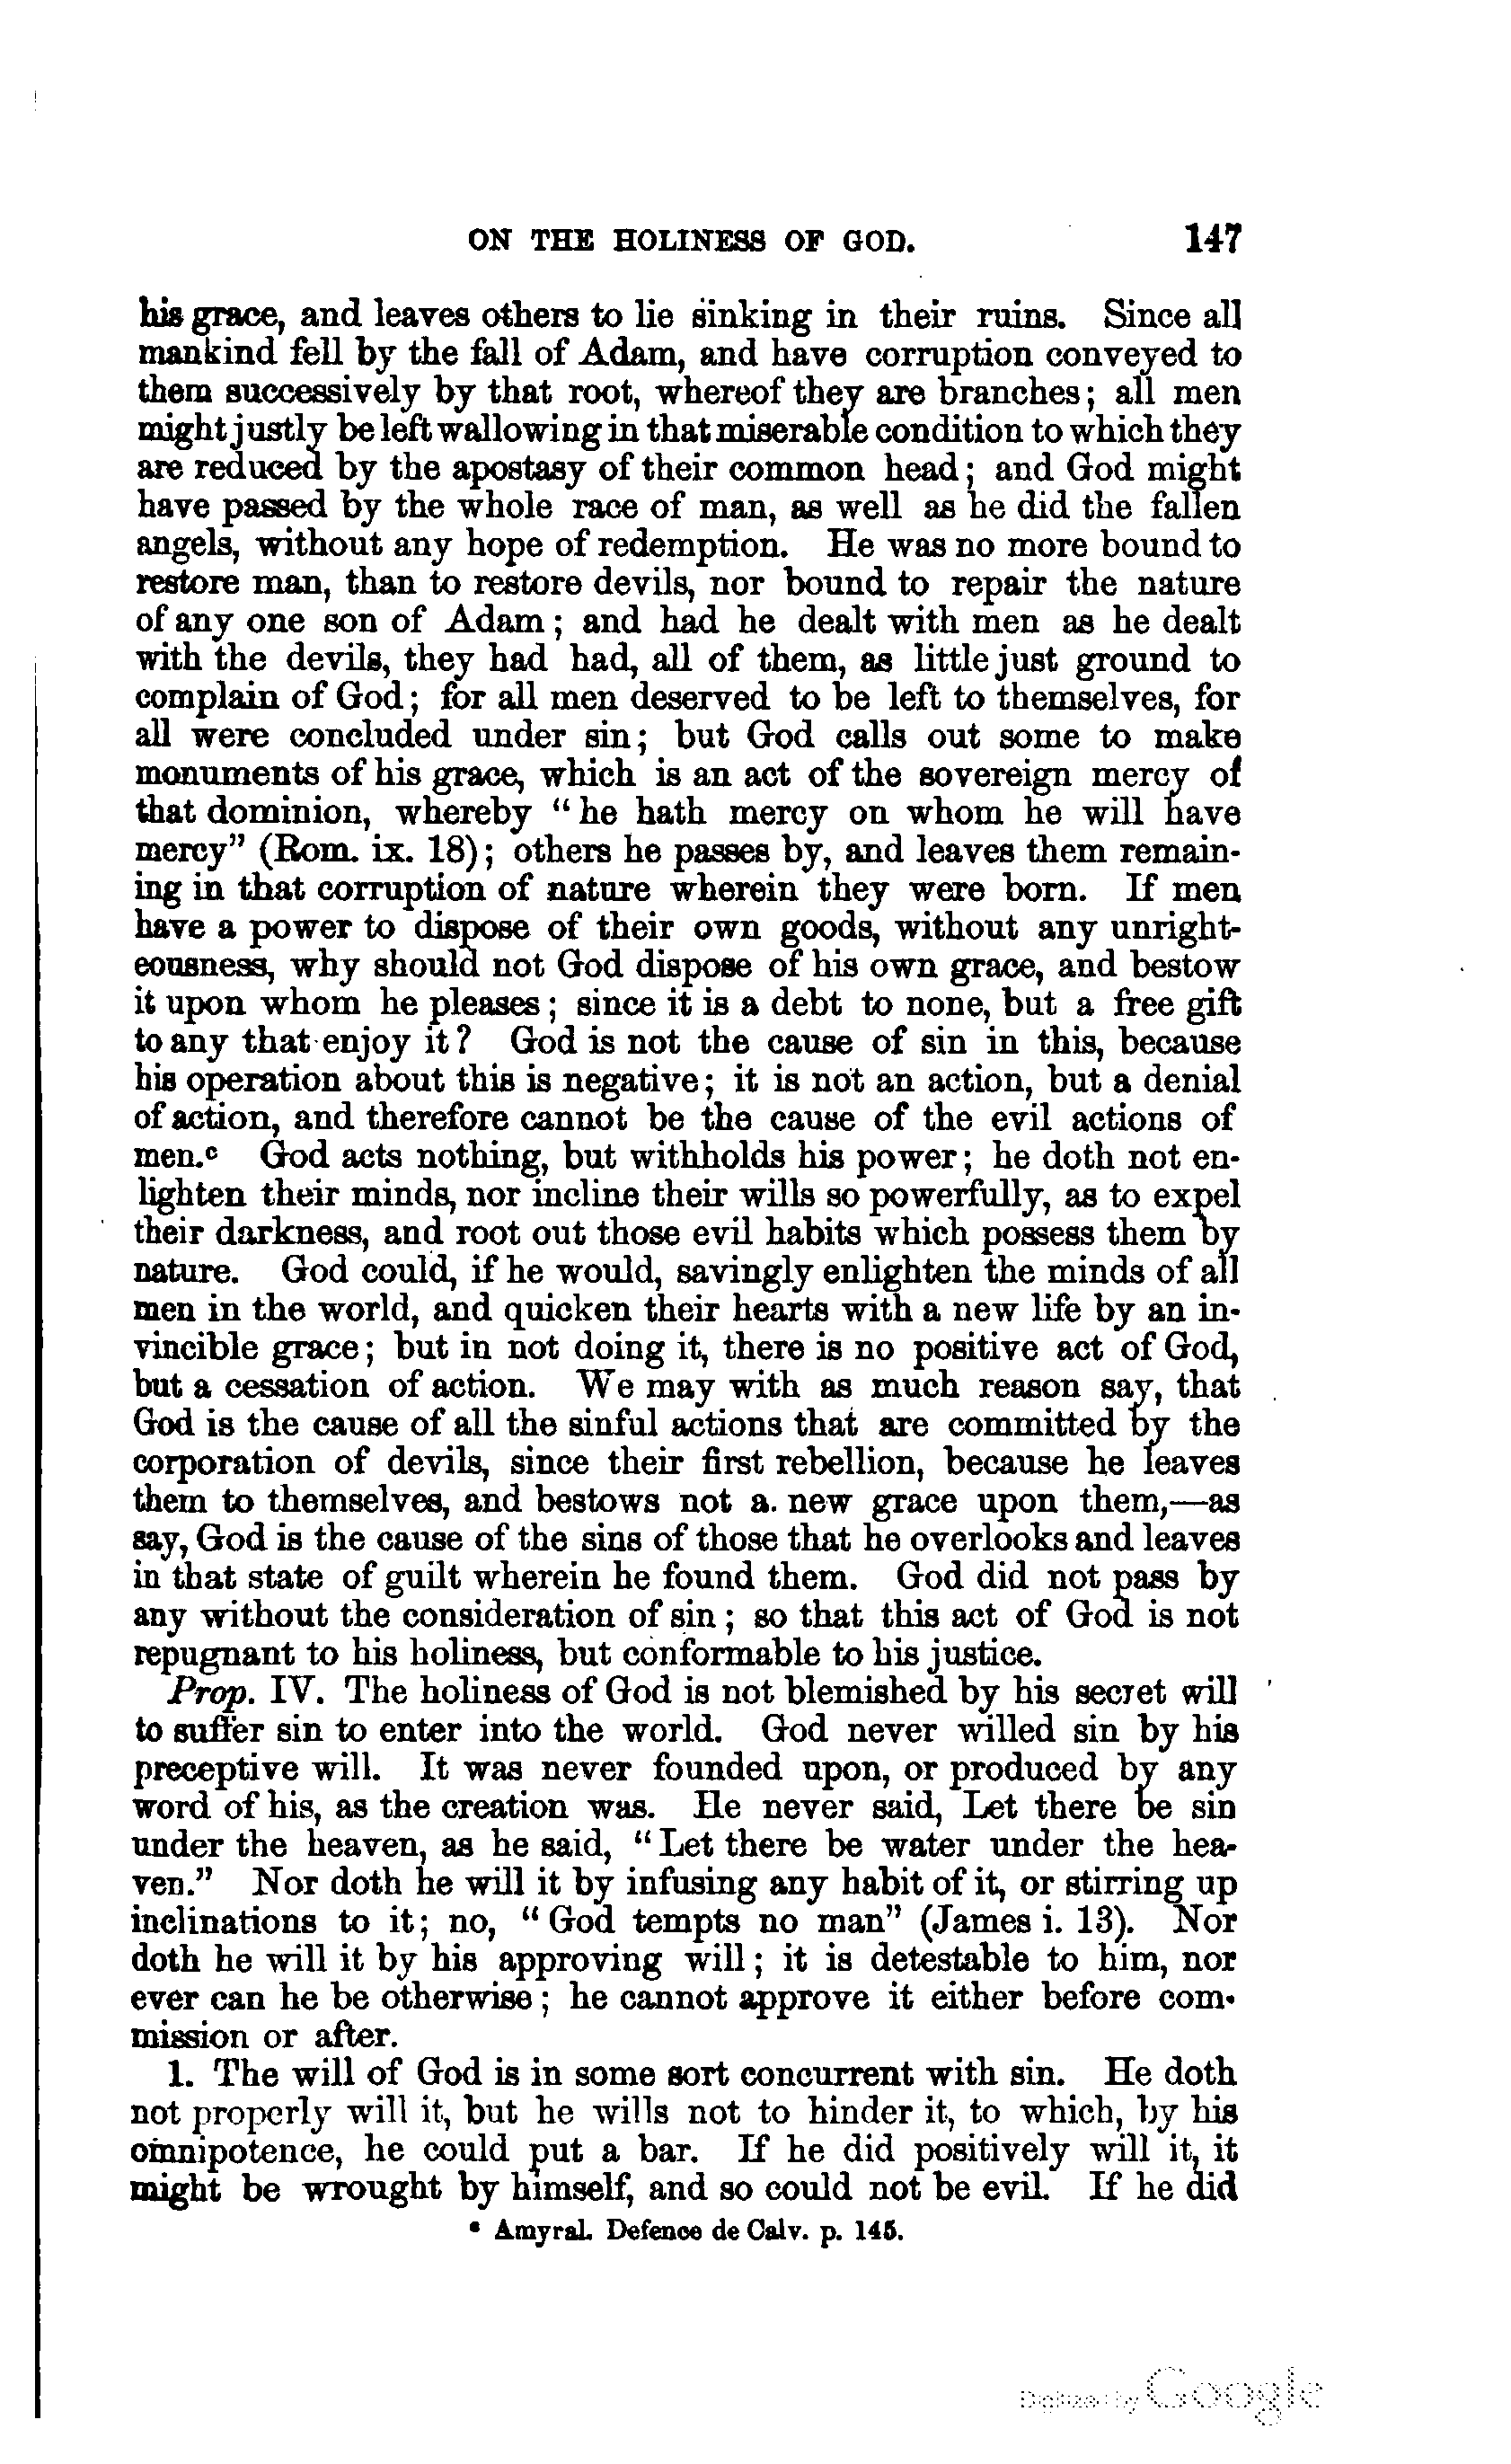 ON THE HOLINESS OF GOD. 147
his grace, and leaves others to lie sinking in their ruins. Since all
mankind fell by the fall of Adam, and have corruption conveyed to
them successively by that root, whereof they are branches; all men
might justly be left wallowing in that miserable condition to which they
are reduced by the apostasy of their common head; and God might
have passed by the whole race of man, as well as he did the fallen
angels, without any hope of redemption. He was no more bound to
restore man, than to restore devils, nor bound to repair the nature
of any one son of Adam; and had he dealt with men as he dealt
with the devils, they had had, all of them, as little just ground to
complain of God; for all men deserved to be left to themselves, for
all were concluded under sin; but God calls out some to make
monuments of his grace, which is an act of the sovereign mercy of
that dominion, whereby "he hath mercy on whom he will have
mercy" (Rom. ix. 18); others he passes by, and leaves them remain-
ing in that corruption of nature wherein they were born. If men
have a power to dispose of their own goods, without any unright-
eousness, why should not God dispose of his own grace, and bestow
it upon whom he pleases; since it is a debt to none, but a free gift
to any that enjoy it? God is not the cause of sin in this, because
his operation about this is negative; it is not an action, but a denial
of action, and therefore cannot be the cause of the evil actions of
men.c God acts nothing, but withholds his power; he doth not en-
lighten their minds, nor incline their wills so powerfully, as to expel
their darkness, and root out those evil habits which possess them by
nature. God could, if he would, savingly enlighten the minds of all
men in the world, and quicken their hearts with a new life by an in-
vincible grace; but in not doing it, there is no positive act of God,
but a cessation of action. We may with as much reason say, that
God is the cause of all the sinful actions that are committed by the
corporation of devils, since their first rebellion, because he leaves
them to themselves, and bestows not a. new grace upon them,—as
say, God is the cause of the sins of those that he overlooks and leaves
in that state of guilt wherein he found them. God did not pass by
any without the consideration of sin; so that this act of God is not
repugnant to his holiness, but conformable to his justice.
Prop. IV. The holiness of God is not blemished by his secret will
to suffer sin to enter into the world. God never willed sin by his
preceptive will. It was never founded upon, or produced by any
word of his, as the creation was. He never said, Let there be sin
under the heaven, as he said, "Let there be water under the hea-
ven." Nor doth he will it by infusing any habit of it, or stirring up
inclinations to it; no, "God tempts no man" (James i. 13). Nor
doth he will it by his approving will; it is detestable to him, nor
ever can he be otherwise; he cannot approve it either before com-
mission or after.
1. The will of God is in some sort concurrent with sin. He doth
not properly will it, but he wills not to hinder it, to which, by his
omnipotence, he could put a bar. If he did positively will it, it
might be wrought by himself, and so could not be evil. If he did
c Amyral. Defence de Calv. p. 145.
Digitized by Google